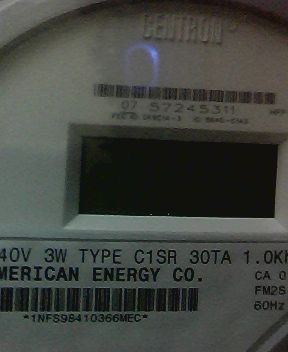 CENTRON
07 57245311
40V 3W TYPE C1SR 30TA 1.0K
MERICAN ENERGY CO.
CA 0
FM2S
60Hz
*1NFS98410366MEC*